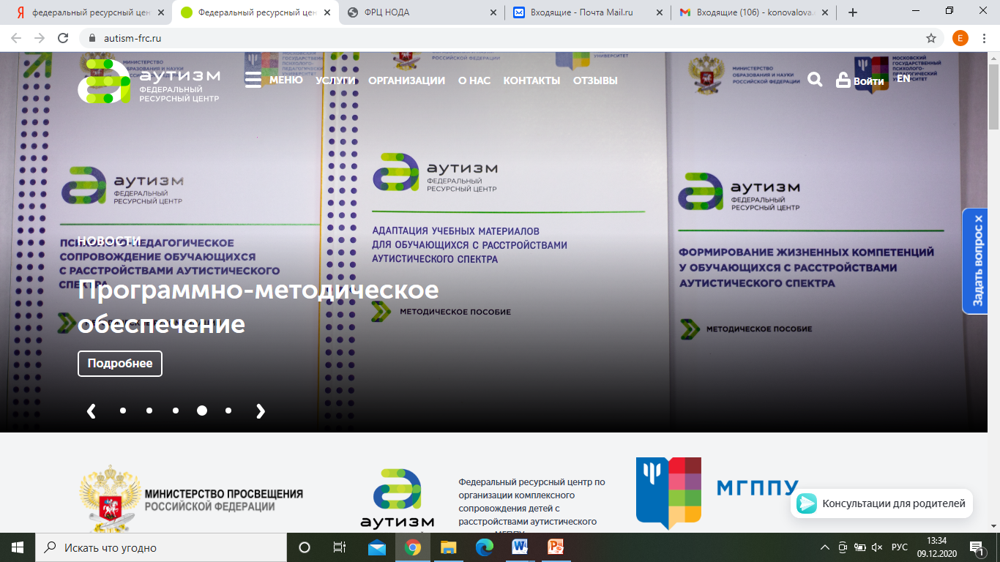 федеральный ресурсный цен
Федеральный ресурсный цен
ФРЦ НОДА
Входящие - Почта Mail.ru
Входящие (106) - konovalova.
autism-frc.ru
E
аутизм
ФЕДЕРАЛЬНЫЙ
РЕСУРСНЫЙ ЦЕНТР
МЕНЮ
УСЛУГИ
ОРГАНИЗАЦИИ
О НАС
КОНТАКТЫ
ОТЗЫВЫ
Войти
EN
МИНИСТЕРСТВО
ОБРАЗОВАНИЯ И НАУКИ
РОССИЙСКОЙ ФЕДЕРАЦИИ
МОСКОВСКИЙ
ГОСУДАРСТВЕННЫЙ
ПСИХОЛОГО-
ПЕДАГОГИЧЕСКИЙ
УНИВЕРСИТЕТ
РОССИЙСКОЙ ФЕДЕРАЦИИ
УНИВЕРСИТЕТ
аутизм
ФЕДЕРАЛЬНЫЙ
РЕСУРСНЫЙ ЦЕНТР
ПСИХОЛОГО-ПЕДАГОГИЧЕСКОЕ
СОПРОВОЖДЕНИЕ ОБУЧАЮЩИХСЯ
С РАССТРОЙСТВАМИ АУТИСТИЧЕСКОГО
СПЕКТРА
аутизм
ФЕДЕРАЛЬНЫЙ
РЕСУРСНЫЙ ЦЕНТР
АДАПТАЦИЯ УЧЕБНЫХ МАТЕРИАЛОВ
ДЛЯ ОБУЧАЮЩИХСЯ С РАССТРОЙСТВАМИ
АУТИСТИЧЕСКОГО СПЕКТРА
МЕТОДИЧЕСКОЕ ПОСОБИЕ
аутизм
ФЕДЕРАЛЬНЫЙ
РЕСУРСНЫЙ ЦЕНТР
ФОРМИРОВАНИЕ ЖИЗНЕННЫХ КОМПЕТЕНЦИЙ
У ОБУЧАЮЩИХСЯ С РАССТРОЙСТВАМИ
АУТИСТИЧЕСКОГО СПЕКТРА
МЕТОДИЧЕСКОЕ ПОСОБИЕ
НОВОСТИ
Программно-методическое
обеспечение
Подробнее
Задать вопрос
МИНИСТЕРСТВО ПРОСВЕЩЕНИЯ
РОССИЙСКОЙ ФЕДЕРАЦИИ
аутизм
Федеральный ресурсный центр по
организации комплексного
сопровождения детей с
расстройствами аутистического
МГППУ
Консультации для родителей
Искать что угодно
РУС
13:34
09.12.2020
1